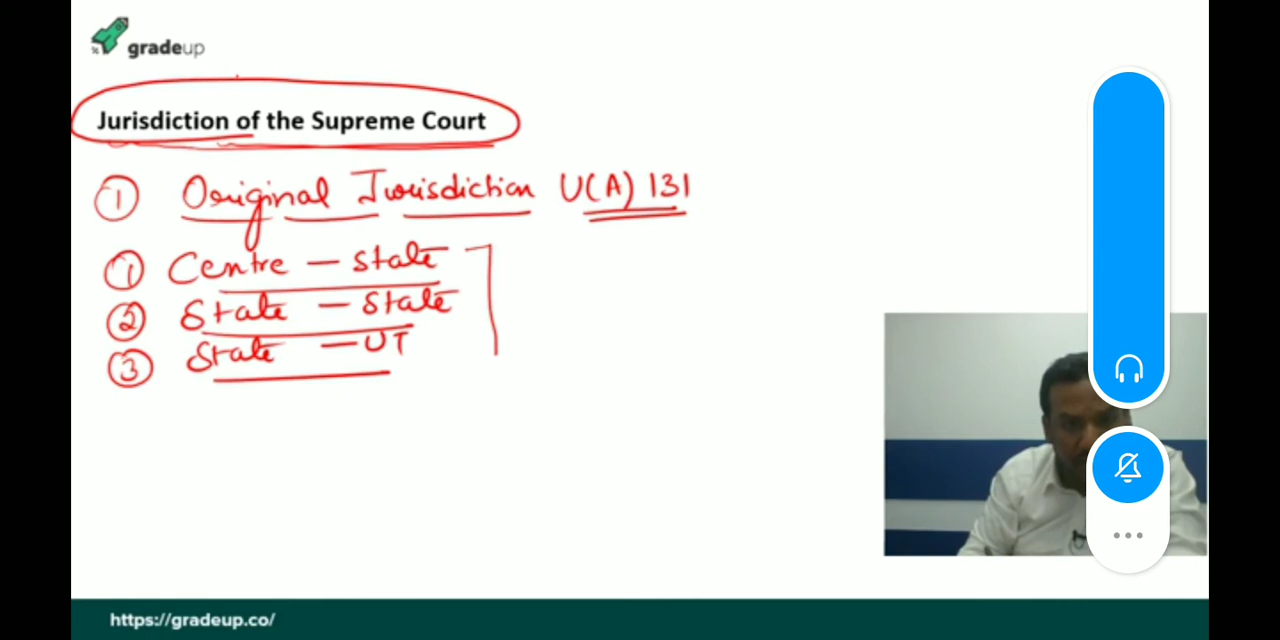 gradeup
Jurisdiction of the Supreme Court
① Original Jurisdiction U(A) 131
① Centre – State
② State – State
③ State – UT
https://gradeup.co/